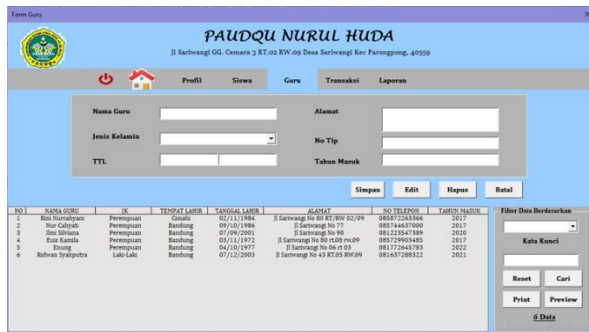 Form Guru
PAUDQU NURUL HUDA
Jl Sariwangi GG. Cemara 3 RT.02 RW.09 Desa Sariwangi Kec Parongpong, 40559
PAUDQU
Profil Siswa Guru Transaksi Laporan
Nama Guru Alamat
Jenis Kelamin No Tlp
TTL Tahun Masuk
Simpan Edit Hapus Batal
NO NAMA GURU JK TEMPAT LAHIR TANGGAL LAHIR ALAMAT NO TELEPON TAHUN MASUK
1 Rini Nurcahyani Perempuan Cimahi 02/11/1984 Jl Sariwangi No 80 RT/RW 02/09 085872263366 2017
2 Nur Cahyati Perempuan Bandung 09/10/1986 Jl Sariwangi No 77 085744637000 2017
3 Ilmi Silviana Perempuan Bandung 07/09/2001 Jl Sariwangi No 90 081223547389 2020
4 Euis Kamila Perempuan Bandung 03/11/1972 Jl Sariwangi No 80 rt.08 rw.09 085729903485 2017
5 Enung Perempuan Bandung 04/10/1977 Jl Sariwangi No 06 rt 03 081772645783 2022
6 Ridwan Syahputra Laki-Laki Bandung 07/12/2003 Jl Sariwangi No 43 RT.05 RW.09 081637288322 2021
Filter Data Berdasarkan
Kata Kunci
Reset Cari
Print Preview
6 Data